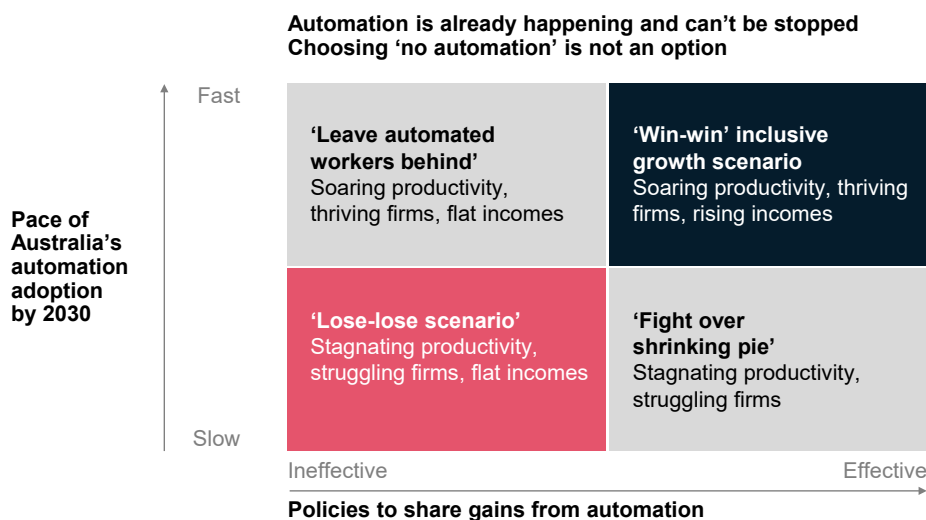 Automation is already happening and can’t be stopped
Choosing ‘no automation’ is not an option
Pace of
Australia’s
automation
adoption
by 2030
Fast
Slow
‘Leave automated
workers behind’
Soaring productivity,
thriving firms, flat incomes
‘Win-win’ inclusive
growth scenario
Soaring productivity, thriving
firms, rising incomes
‘Lose-lose scenario’
Stagnating productivity,
struggling firms, flat incomes
‘Fight over
shrinking pie’
Stagnating productivity,
struggling firms
Ineffective
Effective
Policies to share gains from automation